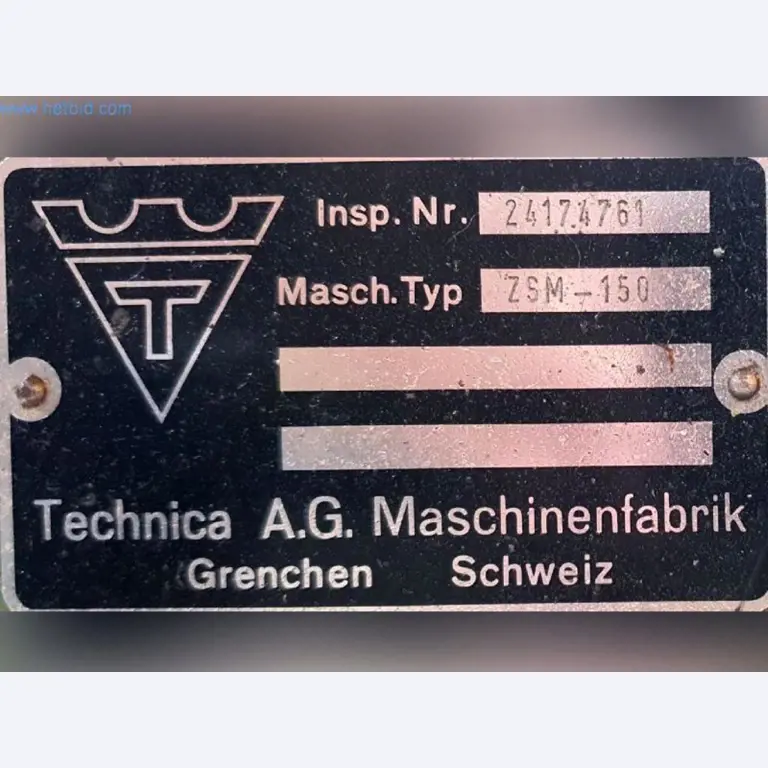 www.netbid.com
T
Insp. Nr. 24174761
Masch.Typ ZSM-150
Technica A.G. Maschinenfabrik
Grenchen Schweiz